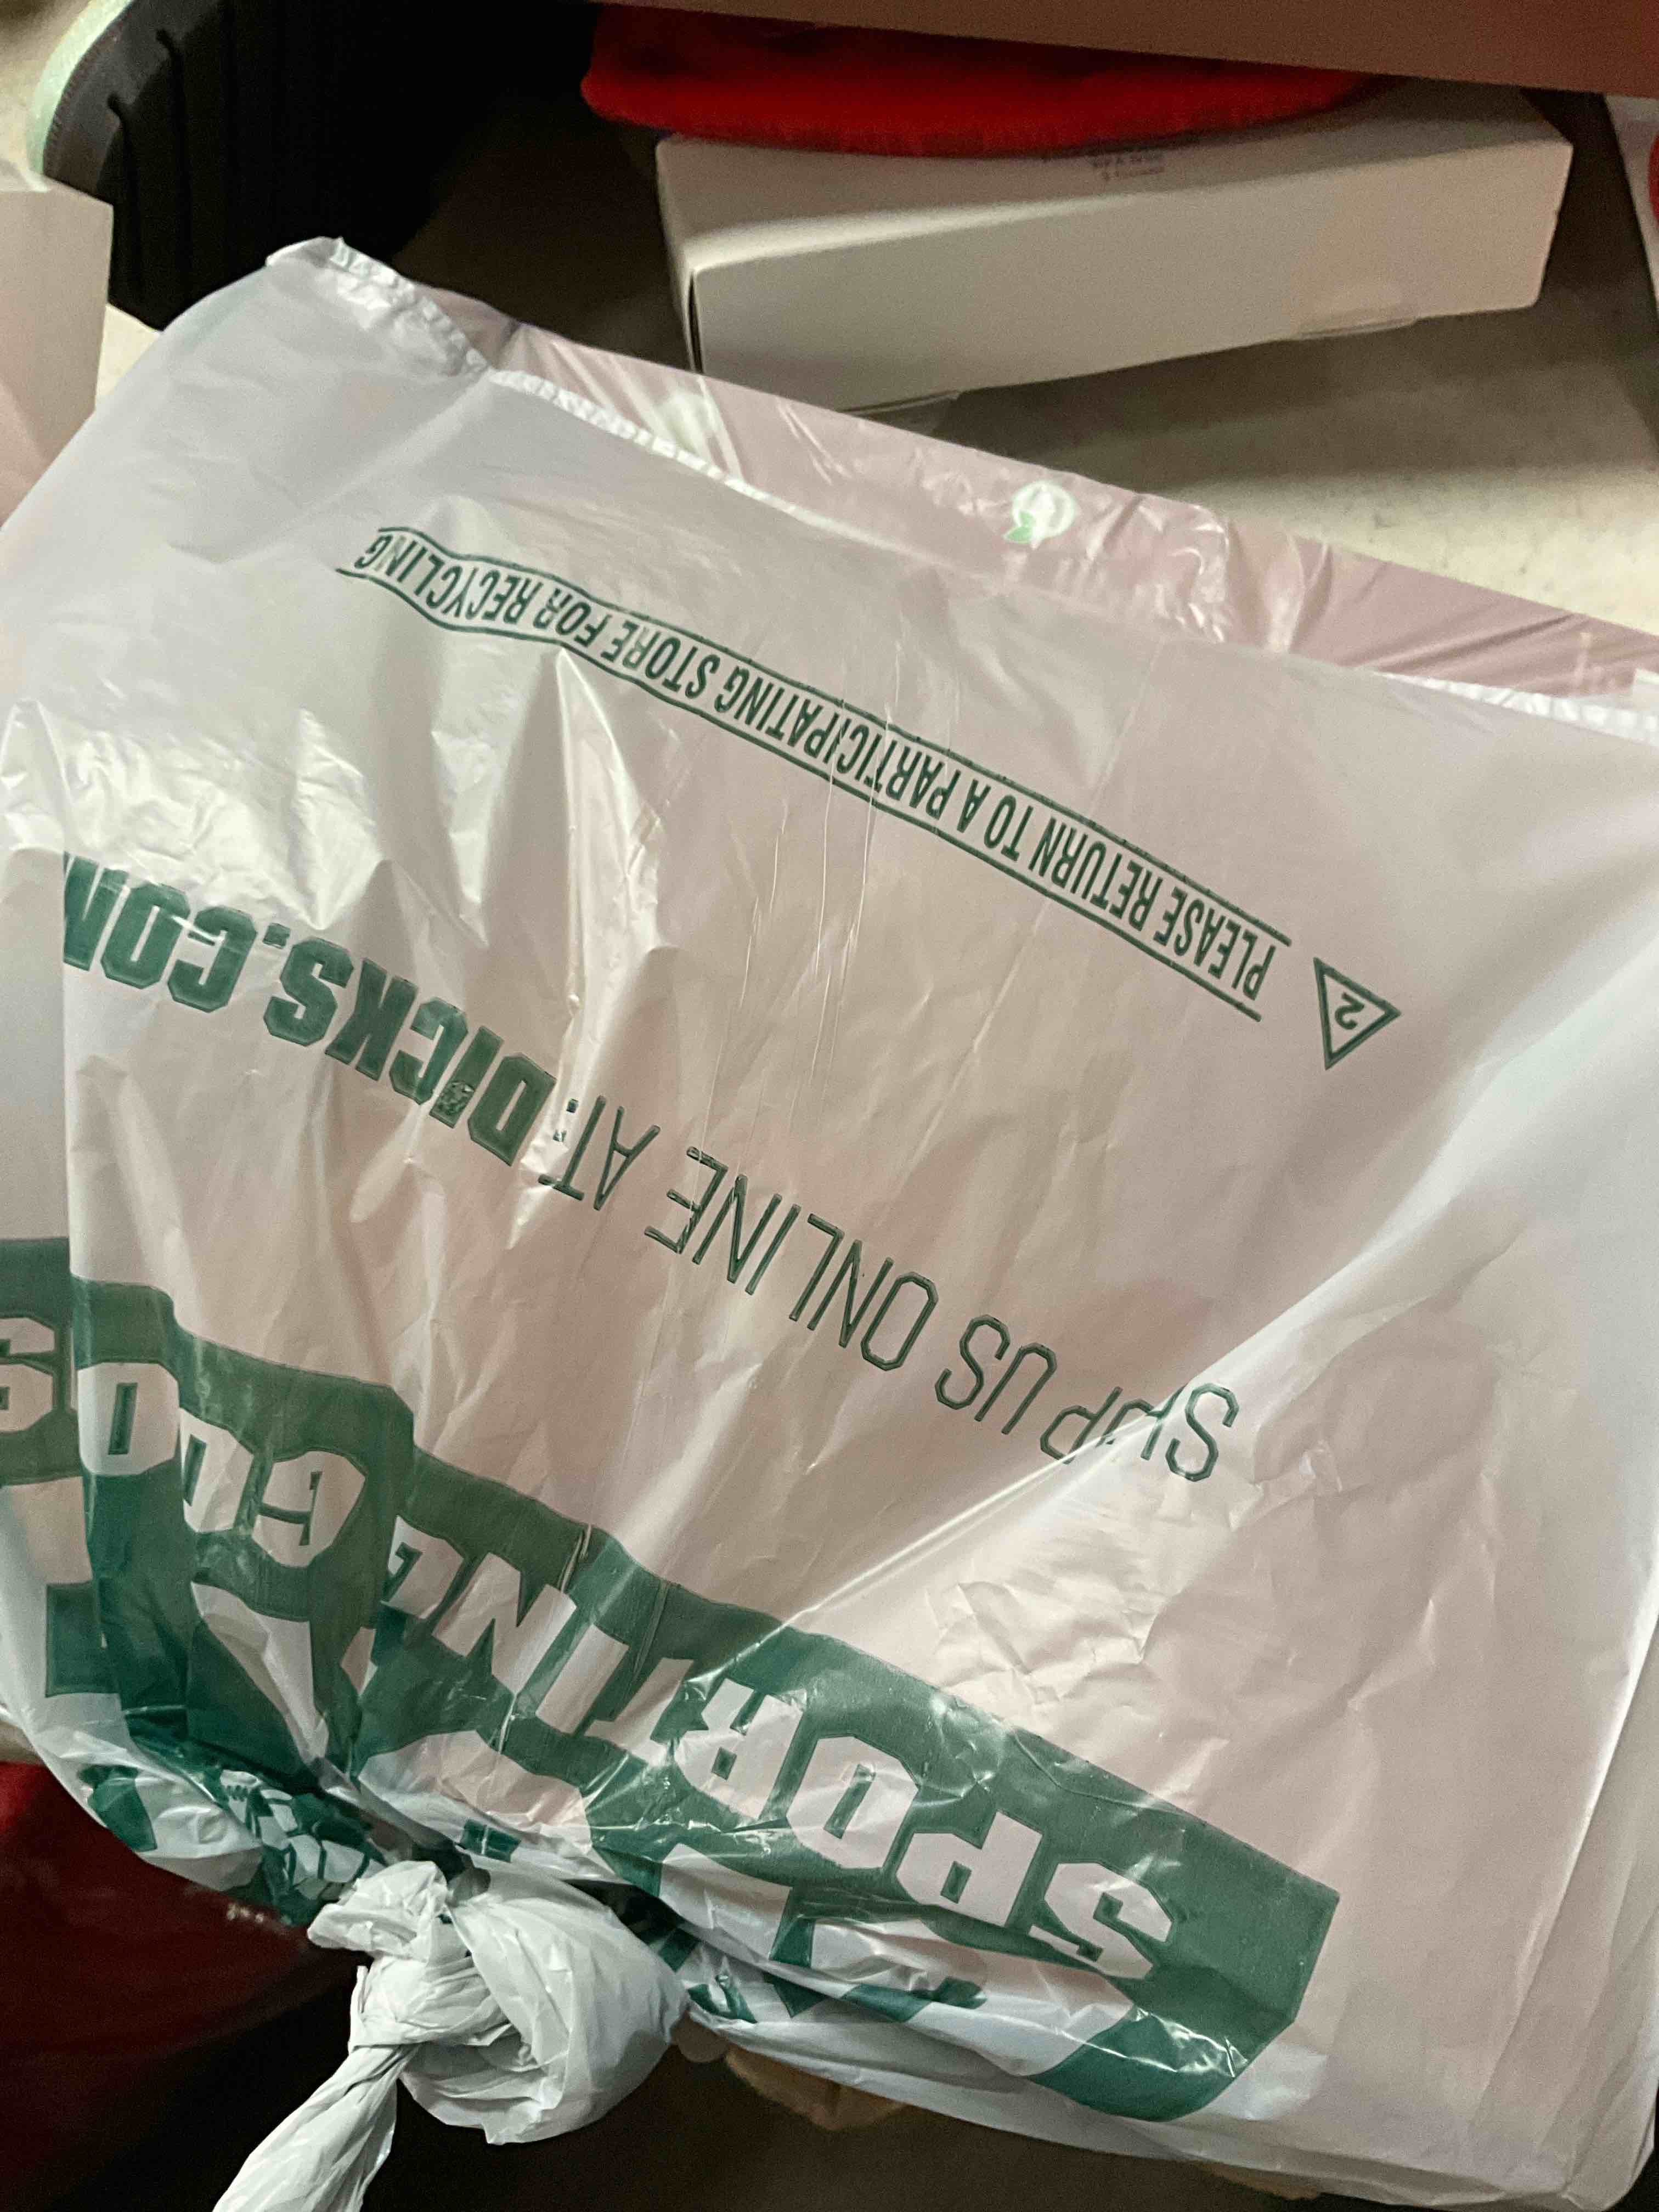 SPORTING GOODS
SHOP US ONLINE AT: DICKS.COM
2
PLEASE RETURN TO A PARTICIPATING STORE FOR RECYCLING